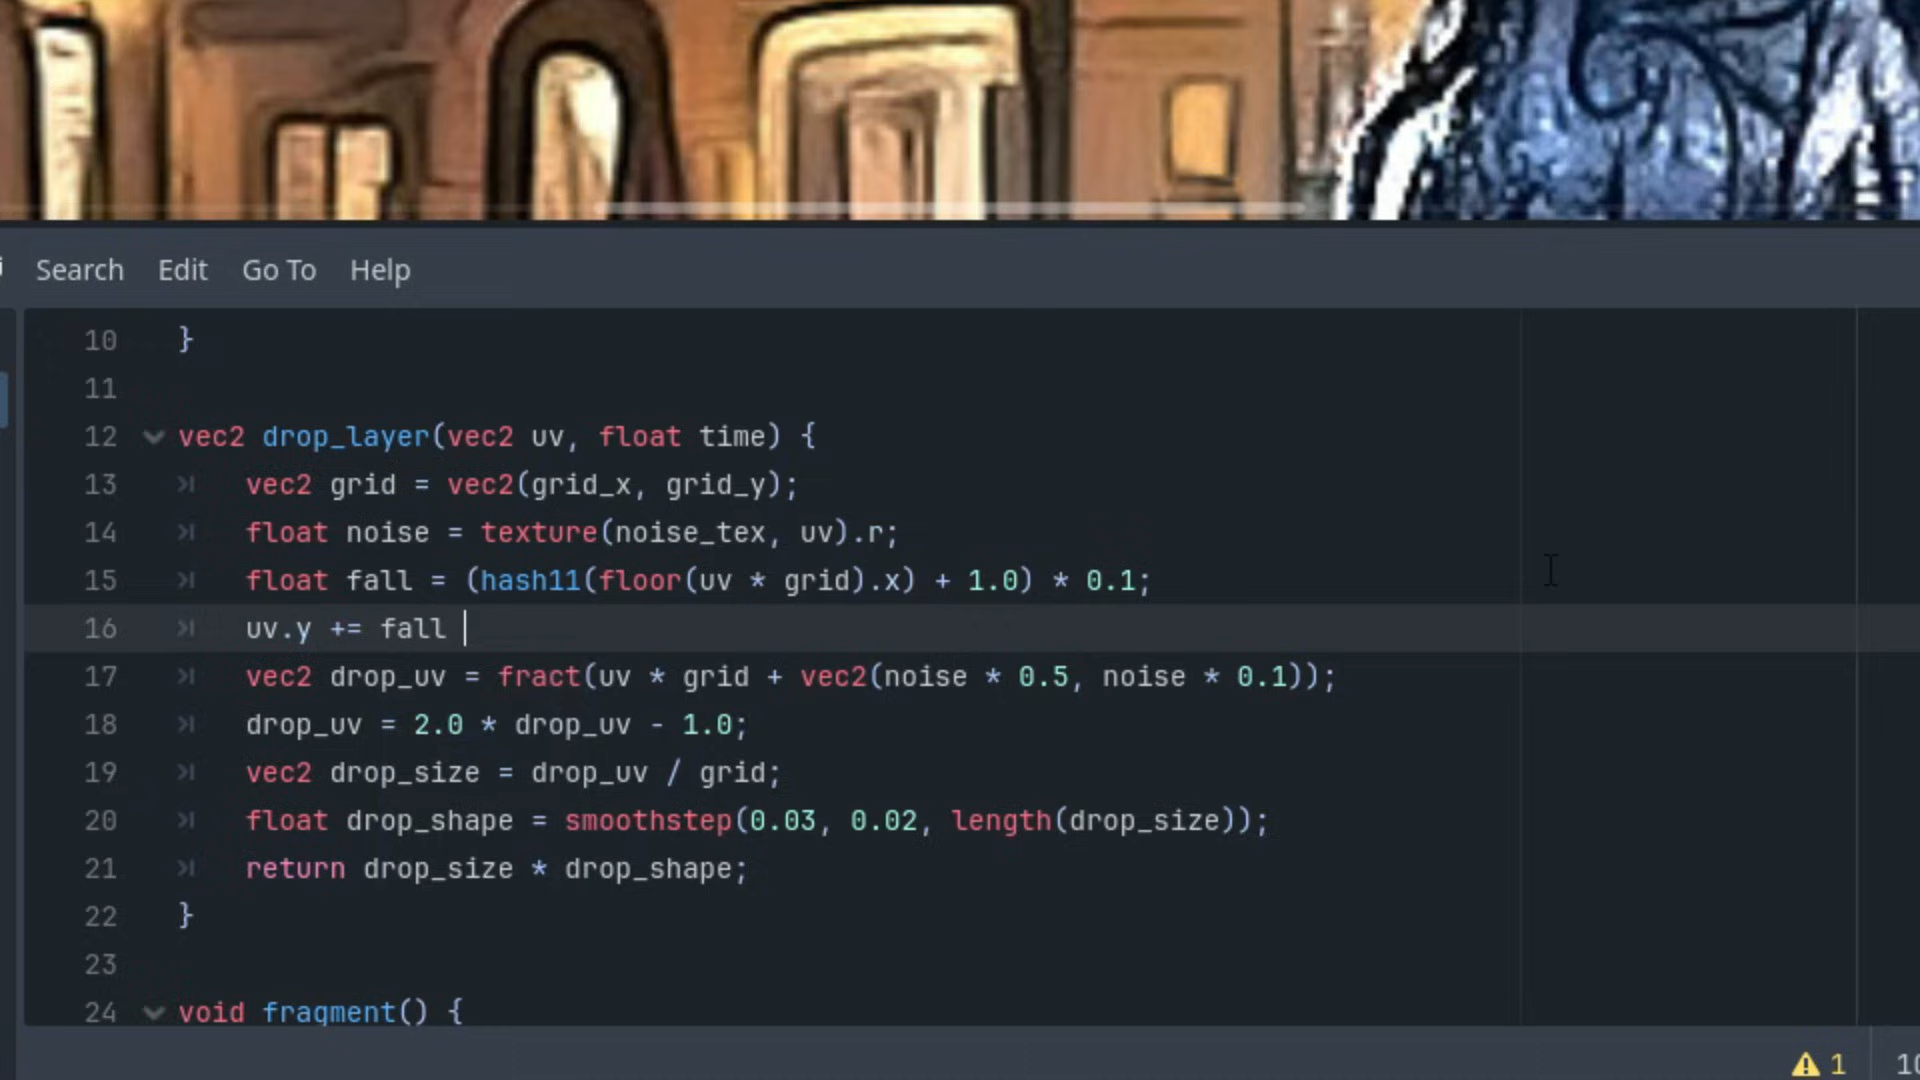 Search Edit Go To Help
10 }
11
12 vec2 drop_layer(vec2 uv, float time) {
13 vec2 grid = vec2(grid_x, grid_y);
14 float noise = texture(noise_tex, uv).r;
15 float fall = (hash11(floor(uv * grid).x) + 1.0) * 0.1;
16 uv.y += fall
17 vec2 drop_uv = fract(uv * grid + vec2(noise * 0.5, noise * 0.1));
18 drop_uv = 2.0 * drop_uv - 1.0;
19 vec2 drop_size = drop_uv / grid;
20 float drop_shape = smoothstep(0.03, 0.02, length(drop_size));
21 return drop_size * drop_shape;
22 }
23
24 void fragment() {
1